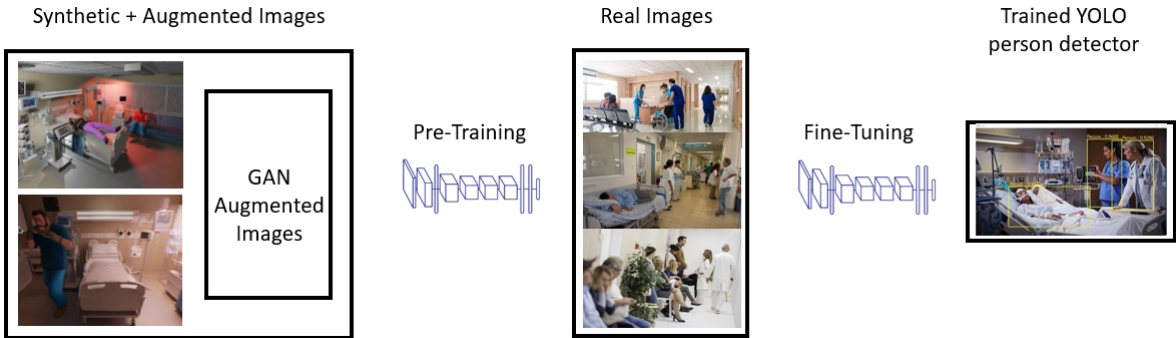 Synthetic + Augmented Images
GAN
Augmented
Images
Pre-Training
Real Images
Fine-Tuning
Trained YOLO
person detector